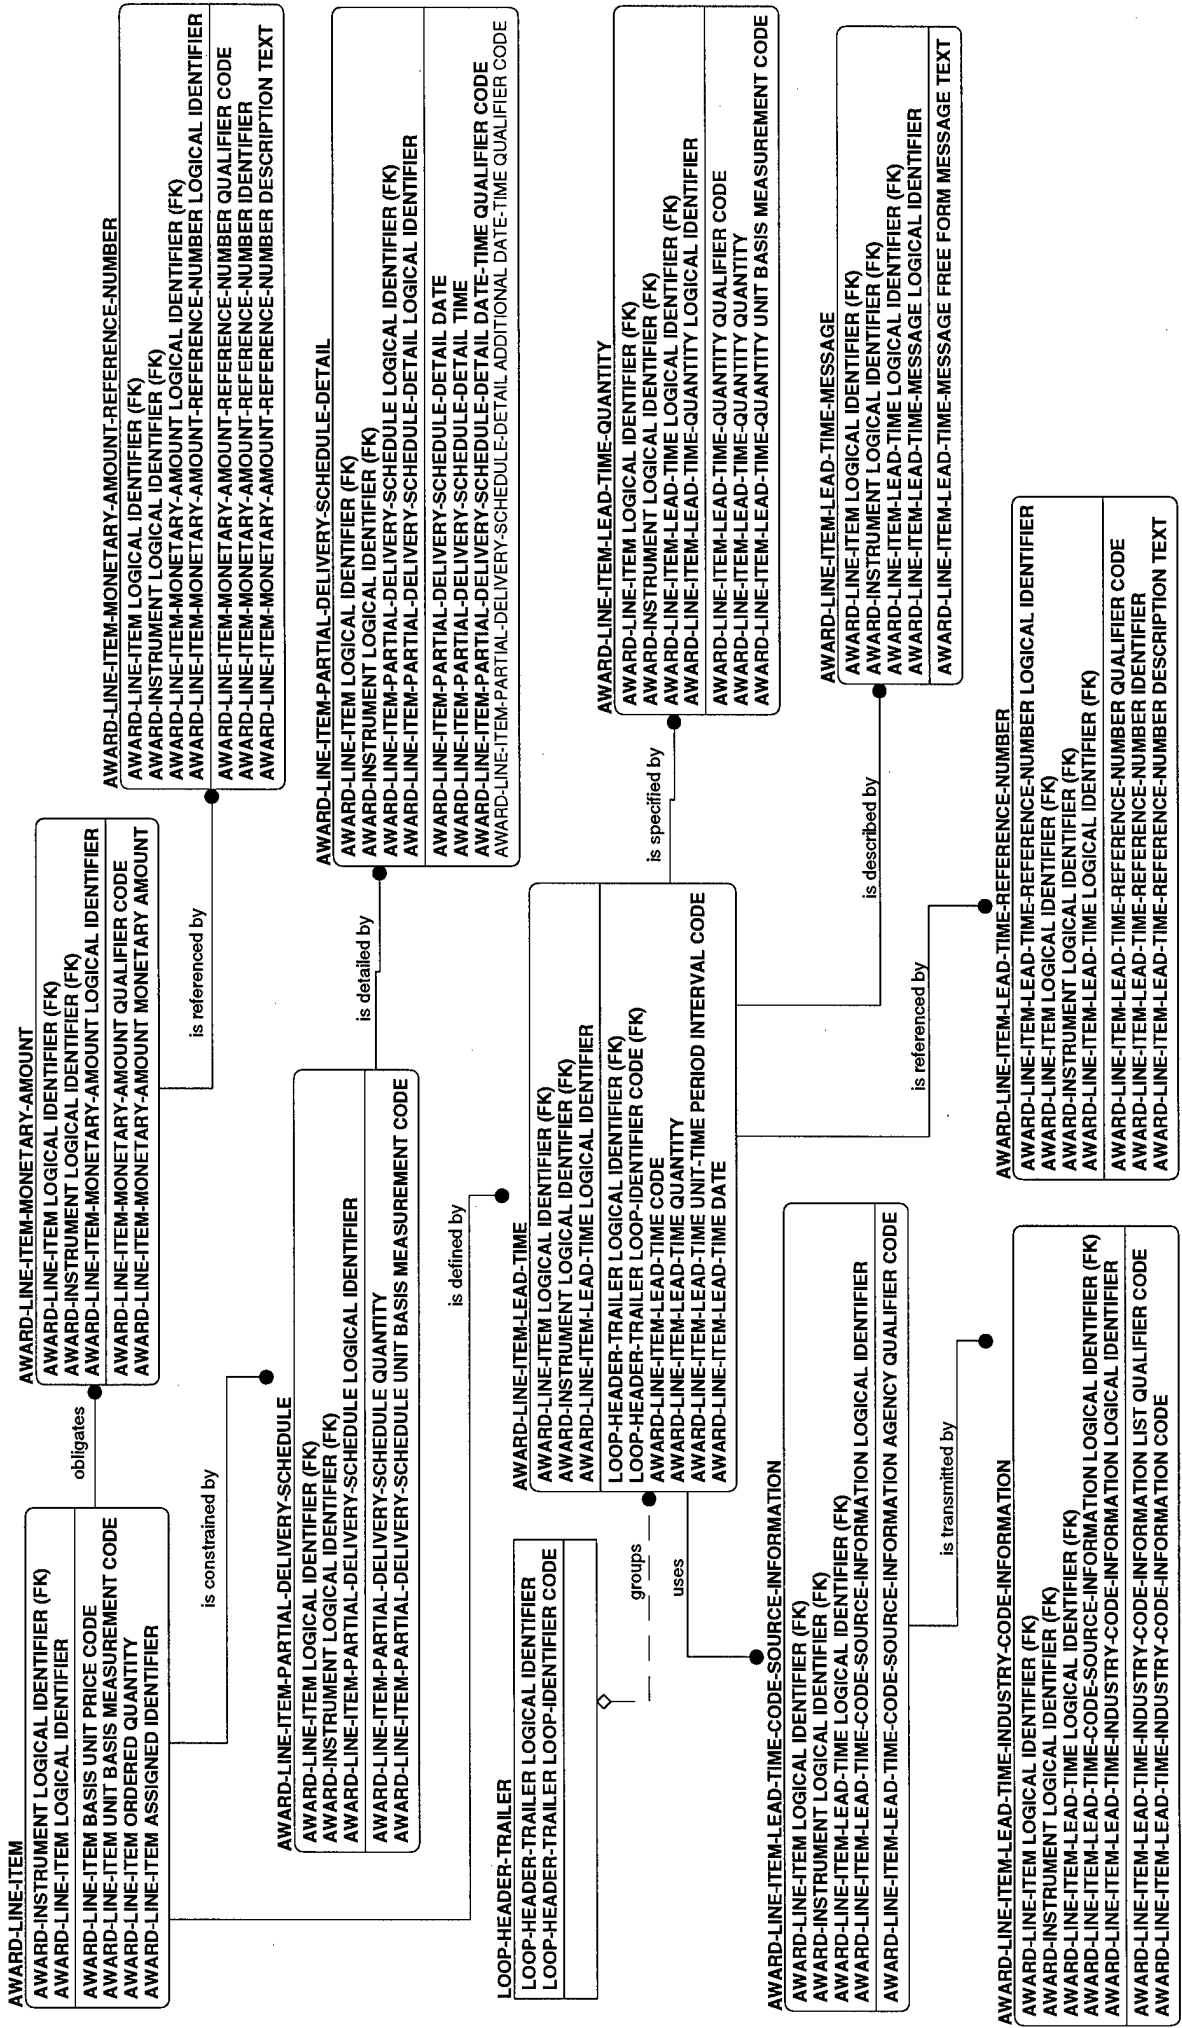 AWARD-LINE-ITEM
AWARD-INSTRUMENT LOGICAL IDENTIFIER (FK)
AWARD-LINE-ITEM LOGICAL IDENTIFIER
AWARD-LINE-ITEM BASIS UNIT PRICE CODE
AWARD-LINE-ITEM UNIT BASIS MEASUREMENT CODE
AWARD-LINE-ITEM ORDERED QUANTITY
AWARD-LINE-ITEM ASSIGNED IDENTIFIER
obligates
AWARD-LINE-ITEM-MONETARY-AMOUNT
AWARD-LINE-ITEM LOGICAL IDENTIFIER (FK)
AWARD-INSTRUMENT LOGICAL IDENTIFIER (FK)
AWARD-LINE-ITEM-MONETARY-AMOUNT LOGICAL IDENTIFIER
AWARD-LINE-ITEM-MONETARY-AMOUNT QUALIFIER CODE
AWARD-LINE-ITEM-MONETARY-AMOUNT MONETARY AMOUNT
is referenced by
AWARD-LINE-ITEM-MONETARY-AMOUNT-REFERENCE-NUMBER
AWARD-LINE-ITEM LOGICAL IDENTIFIER (FK)
AWARD-INSTRUMENT LOGICAL IDENTIFIER (FK)
AWARD-LINE-ITEM-MONETARY-AMOUNT LOGICAL IDENTIFIER (FK)
AWARD-LINE-ITEM-MONETARY-AMOUNT-REFERENCE-NUMBER LOGICAL IDENTIFIER
AWARD-LINE-ITEM-MONETARY-AMOUNT-REFERENCE-NUMBER QUALIFIER CODE
AWARD-LINE-ITEM-MONETARY-AMOUNT-REFERENCE-NUMBER IDENTIFIER
AWARD-LINE-ITEM-MONETARY-AMOUNT-REFERENCE-NUMBER DESCRIPTION TEXT
is constrained by
AWARD-LINE-ITEM-PARTIAL-DELIVERY-SCHEDULE
AWARD-LINE-ITEM LOGICAL IDENTIFIER (FK)
AWARD-INSTRUMENT LOGICAL IDENTIFIER (FK)
AWARD-LINE-ITEM-PARTIAL-DELIVERY-SCHEDULE LOGICAL IDENTIFIER
AWARD-LINE-ITEM-PARTIAL-DELIVERY-SCHEDULE QUANTITY
AWARD-LINE-ITEM-PARTIAL-DELIVERY-SCHEDULE UNIT BASIS MEASUREMENT CODE
is detailed by
AWARD-LINE-ITEM-PARTIAL-DELIVERY-SCHEDULE-DETAIL
AWARD-LINE-ITEM LOGICAL IDENTIFIER (FK)
AWARD-INSTRUMENT LOGICAL IDENTIFIER (FK)
AWARD-LINE-ITEM-PARTIAL-DELIVERY-SCHEDULE LOGICAL IDENTIFIER (FK)
AWARD-LINE-ITEM-PARTIAL-DELIVERY-SCHEDULE-DETAIL LOGICAL IDENTIFIER
AWARD-LINE-ITEM-PARTIAL-DELIVERY-SCHEDULE-DETAIL DATE
AWARD-LINE-ITEM-PARTIAL-DELIVERY-SCHEDULE-DETAIL TIME
AWARD-LINE-ITEM-PARTIAL-DELIVERY-SCHEDULE-DETAIL DATE-TIME QUALIFIER CODE
AWARD-LINE-ITEM-PARTIAL-DELIVERY-SCHEDULE-DETAIL ADDITIONAL DATE-TIME QUALIFIER CODE
is defined by
LOOP-HEADER-TRAILER
LOOP-HEADER-TRAILER LOGICAL IDENTIFIER
LOOP-HEADER-TRAILER LOOP-IDENTIFIER CODE
groups
uses
AWARD-LINE-ITEM-LEAD-TIME
AWARD-LINE-ITEM LOGICAL IDENTIFIER (FK)
AWARD-INSTRUMENT LOGICAL IDENTIFIER (FK)
AWARD-LINE-ITEM-LEAD-TIME LOGICAL IDENTIFIER
LOOP-HEADER-TRAILER LOGICAL IDENTIFIER (FK)
LOOP-HEADER-TRAILER LOOP-IDENTIFIER CODE (FK)
AWARD-LINE-ITEM-LEAD-TIME CODE
AWARD-LINE-ITEM-LEAD-TIME QUANTITY
AWARD-LINE-ITEM-LEAD-TIME UNIT-TIME PERIOD INTERVAL CODE
AWARD-LINE-ITEM-LEAD-TIME DATE
is specified by
AWARD-LINE-ITEM-LEAD-TIME-QUANTITY
AWARD-LINE-ITEM LOGICAL IDENTIFIER (FK)
AWARD-INSTRUMENT LOGICAL IDENTIFIER (FK)
AWARD-LINE-ITEM-LEAD-TIME LOGICAL IDENTIFIER (FK)
AWARD-LINE-ITEM-LEAD-TIME-QUANTITY LOGICAL IDENTIFIER
AWARD-LINE-ITEM-LEAD-TIME-QUANTITY QUALIFIER CODE
AWARD-LINE-ITEM-LEAD-TIME-QUANTITY QUANTITY
AWARD-LINE-ITEM-LEAD-TIME-QUANTITY UNIT BASIS MEASUREMENT CODE
is described by
AWARD-LINE-ITEM-LEAD-TIME-MESSAGE
AWARD-LINE-ITEM LOGICAL IDENTIFIER (FK)
AWARD-INSTRUMENT LOGICAL IDENTIFIER (FK)
AWARD-LINE-ITEM-LEAD-TIME LOGICAL IDENTIFIER (FK)
AWARD-LINE-ITEM-LEAD-TIME-MESSAGE LOGICAL IDENTIFIER
AWARD-LINE-ITEM-LEAD-TIME-MESSAGE FREE FORM MESSAGE TEXT
AWARD-LINE-ITEM-LEAD-TIME-CODE-SOURCE-INFORMATION
AWARD-LINE-ITEM LOGICAL IDENTIFIER (FK)
AWARD-INSTRUMENT LOGICAL IDENTIFIER (FK)
AWARD-LINE-ITEM-LEAD-TIME LOGICAL IDENTIFIER (FK)
AWARD-LINE-ITEM-LEAD-TIME-CODE-SOURCE-INFORMATION LOGICAL IDENTIFIER
AWARD-LINE-ITEM-LEAD-TIME-CODE-SOURCE-INFORMATION AGENCY QUALIFIER CODE
is transmitted by
is referenced by
AWARD-LINE-ITEM-LEAD-TIME-INDUSTRY-CODE-INFORMATION
AWARD-LINE-ITEM LOGICAL IDENTIFIER (FK)
AWARD-INSTRUMENT LOGICAL IDENTIFIER (FK)
AWARD-LINE-ITEM-LEAD-TIME LOGICAL IDENTIFIER (FK)
AWARD-LINE-ITEM-LEAD-TIME-CODE-SOURCE-INFORMATION LOGICAL IDENTIFIER (FK)
AWARD-LINE-ITEM-LEAD-TIME-INDUSTRY-CODE-INFORMATION LOGICAL IDENTIFIER
AWARD-LINE-ITEM-LEAD-TIME-INDUSTRY-CODE-INFORMATION LIST QUALIFIER CODE
AWARD-LINE-ITEM-LEAD-TIME-INDUSTRY-CODE-INFORMATION CODE
AWARD-LINE-ITEM-LEAD-TIME-REFERENCE-NUMBER
AWARD-LINE-ITEM-LEAD-TIME-REFERENCE-NUMBER LOGICAL IDENTIFIER
AWARD-LINE-ITEM LOGICAL IDENTIFIER (FK)
AWARD-INSTRUMENT LOGICAL IDENTIFIER (FK)
AWARD-LINE-ITEM-LEAD-TIME LOGICAL IDENTIFIER (FK)
AWARD-LINE-ITEM-LEAD-TIME-REFERENCE-NUMBER QUALIFIER CODE
AWARD-LINE-ITEM-LEAD-TIME-REFERENCE-NUMBER IDENTIFIER
AWARD-LINE-ITEM-LEAD-TIME-REFERENCE-NUMBER DESCRIPTION TEXT